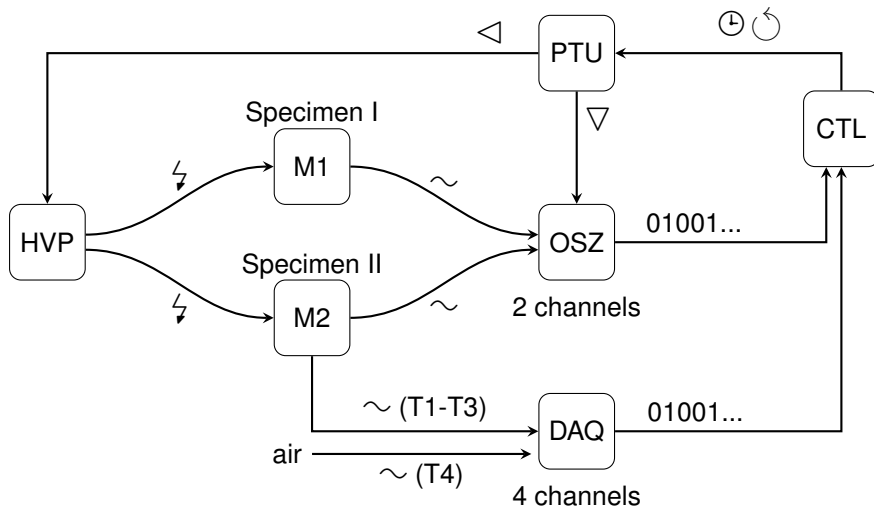 PTU
CTL
Specimen I
M1
HVP
OSZ
01001...
Specimen II
M2
2 channels
(T1-T3)
DAQ
01001...
air
(T4)
4 channels